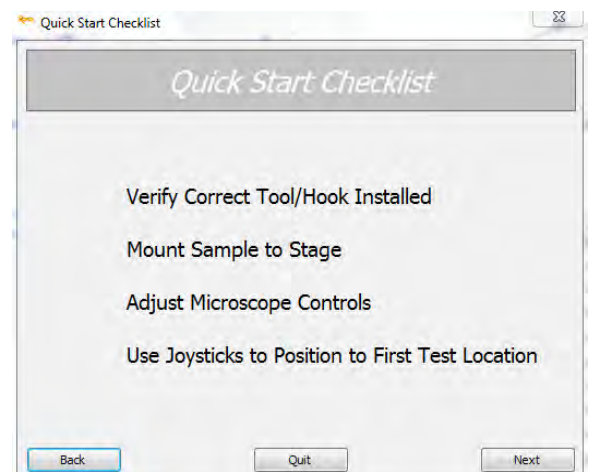 Quick Start Checklist
Quick Start Checklist
Verify Correct Tool/Hook Installed
Mount Sample to Stage
Adjust Microscope Controls
Use Joysticks to Position to First Test Location
Back Quit Next